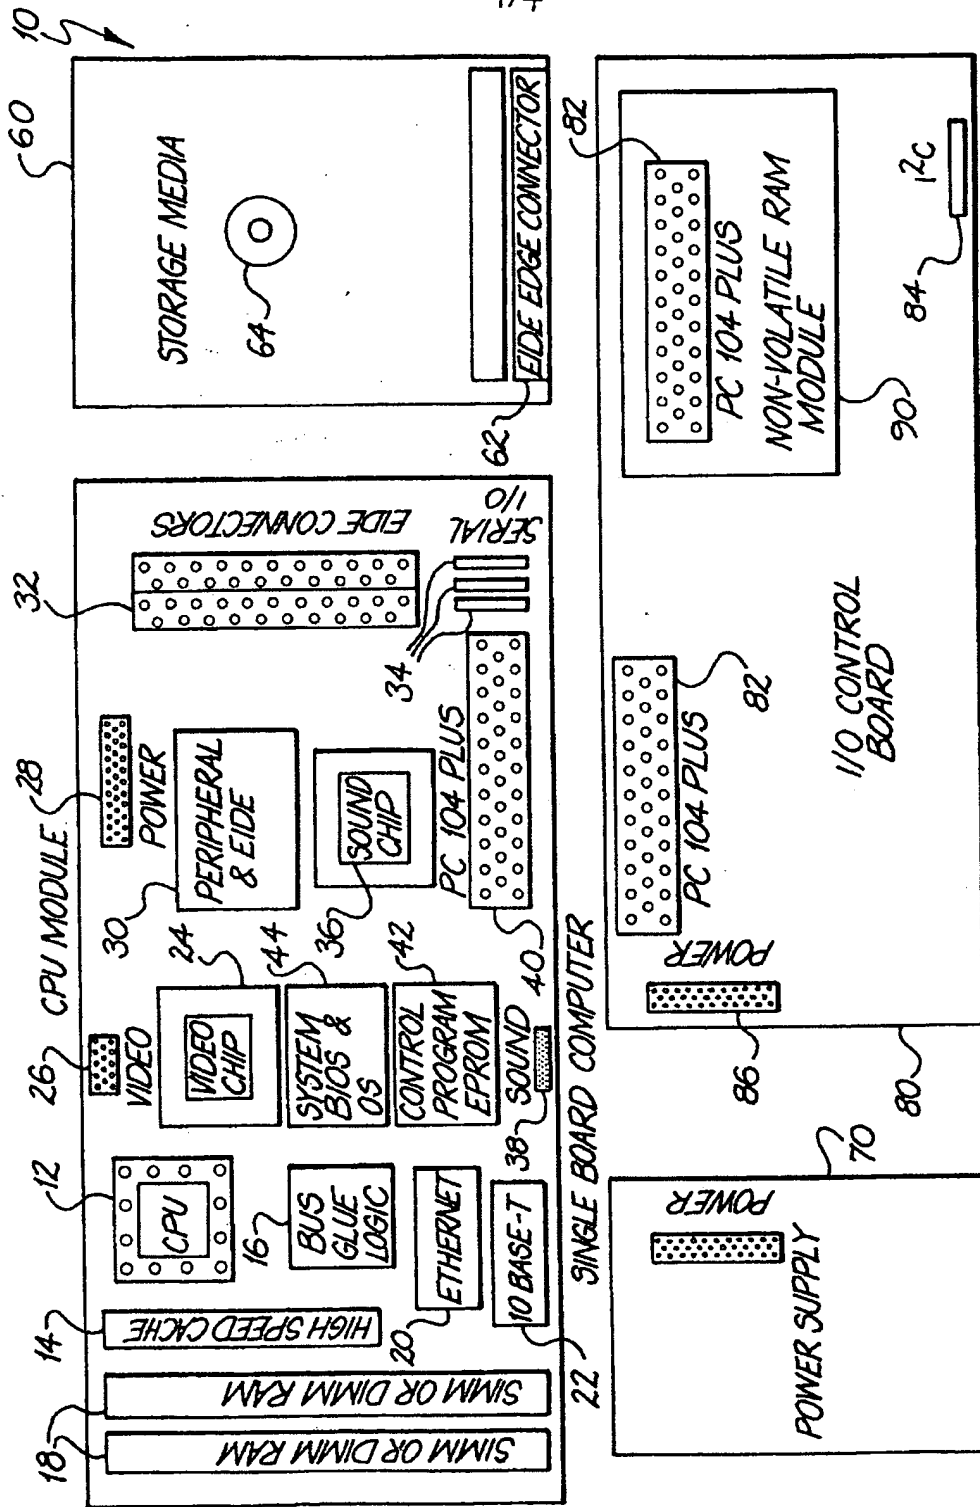 1/4
10
CPU MODULE
18
SIMM OR DIMM RAM
SIMM OR DIMM RAM
14
HIGH SPEED CACHE
12
CPU
16
BUS
GLUE
LOGIC
20
ETHERNET
22
10 BASE-T
26
VIDEO
24
VIDEO
CHIP
44
SYSTEM
BIOS &
OS
42
CONTROL
PROGRAM
EPROM
38
SOUND
28
POWER
30
PERIPHERAL
& EIDE
36
SOUND
CHIP
40
PC 104 PLUS
32
EIDE CONNECTORS
34
SERIAL
I/O
SINGLE BOARD COMPUTER
60
STORAGE MEDIA
64
62
EIDE EDGE CONNECTOR
70
POWER
POWER SUPPLY
80
86
POWER
82
PC 104 PLUS
I/O CONTROL
BOARD
82
PC 104 PLUS
NON-VOLATILE RAM
MODULE
90
84
I²C